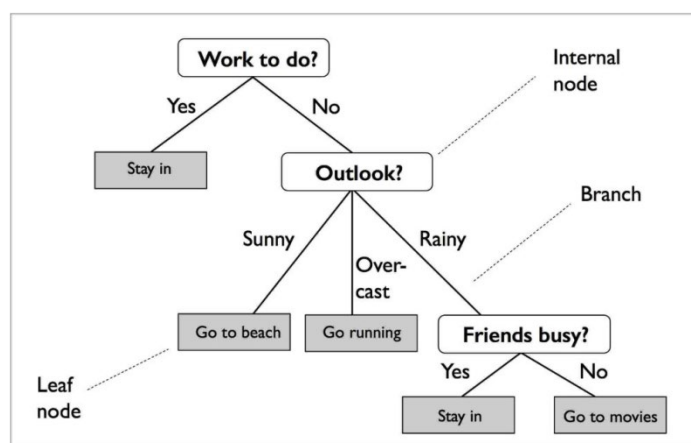 Work to do?
Internal
node
Yes
No
Stay in
Outlook?
Branch
Sunny
Rainy
Over-
cast
Go to beach
Go running
Friends busy?
Leaf
node
Yes
No
Stay in
Go to movies